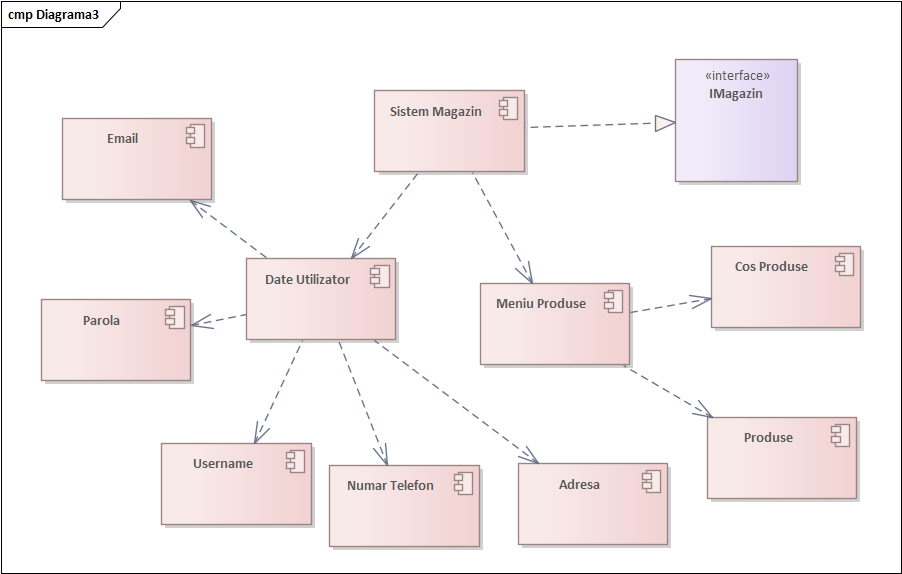 cmp Diagrama3
«interface»
IMagazin
Sistem Magazin
Email
Date Utilizator
Cos Produse
Meniu Produse
Parola
Produse
Username
Numar Telefon
Adresa